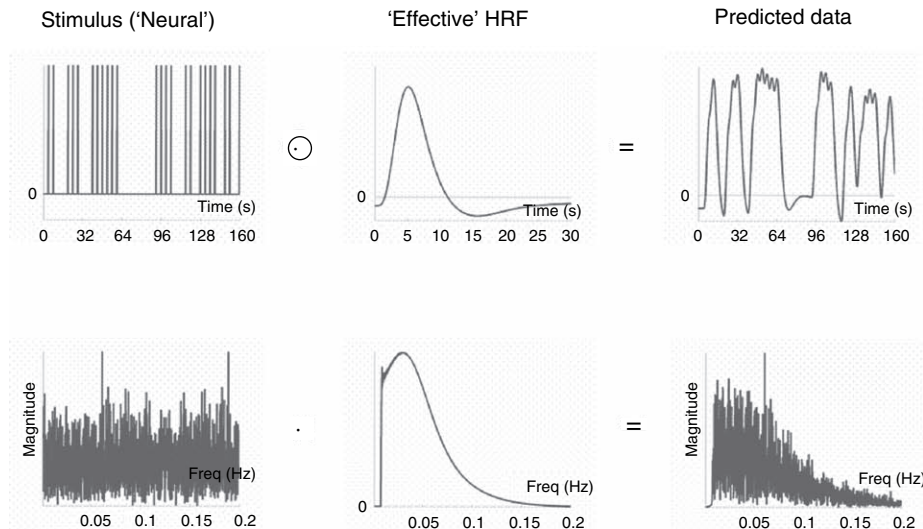 Stimulus (‘Neural’) ‘Effective’ HRF Predicted data
0 Time (s)
0 32 64 96 128 160
⊙
0 Time (s)
0 5 10 15 20 25 30
=
0 Time (s)
0 32 64 96 128 160
Magnitude
Freq (Hz)
0.05 0.1 0.15 0.2
.
0 Freq (Hz)
0.05 0.1 0.15 0.2
=
Magnitude
0 Freq (Hz)
0.05 0.1 0.15 0.2